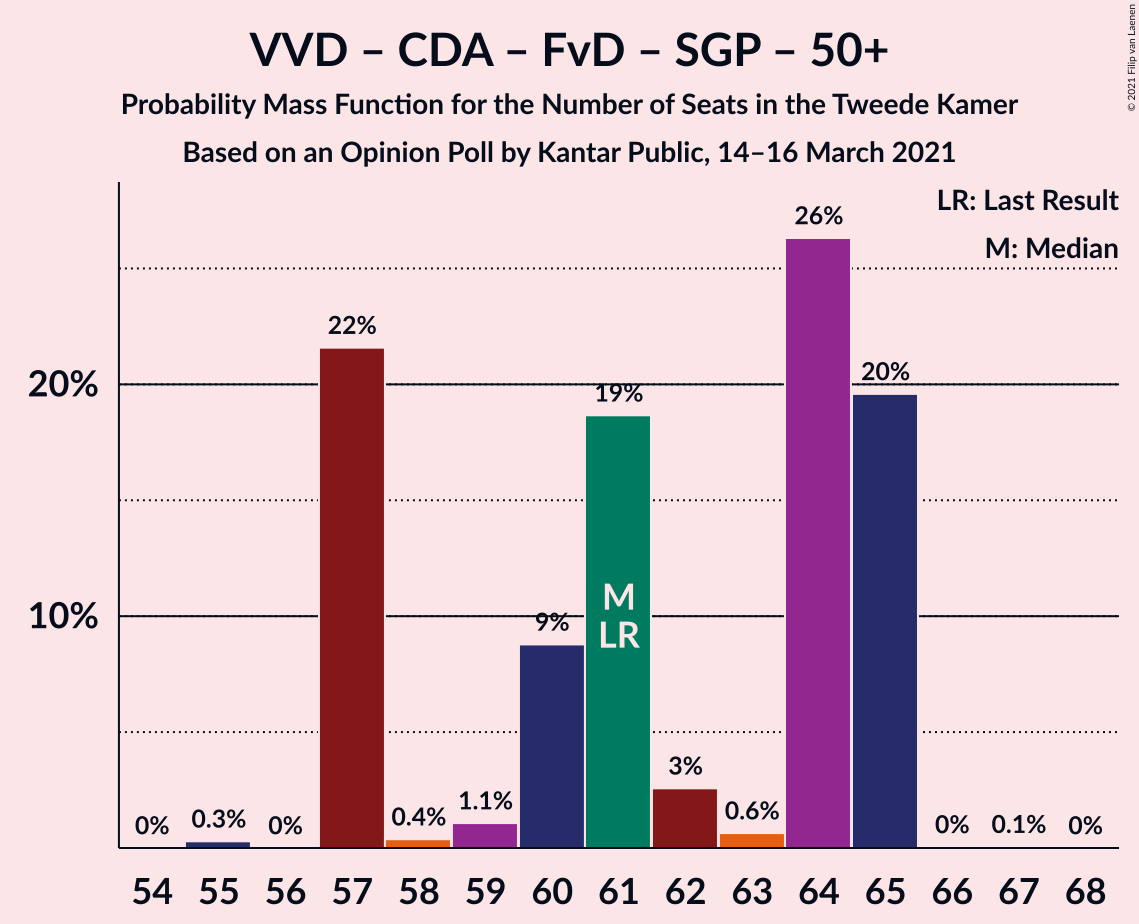 VVD – CDA – FvD – SGP – 50+
Probability Mass Function for the Number of Seats in the Tweede Kamer
Based on an Opinion Poll by Kantar Public, 14–16 March 2021
© 2021 Filip van Laenen
LR: Last Result
M: Median
20%
10%
0%
0.3%
0%
22%
0.4%
1.1%
9%
19%
3%
0.6%
26%
20%
0%
0.1%
0%
M
LR
54 55 56 57 58 59 60 61 62 63 64 65 66 67 68